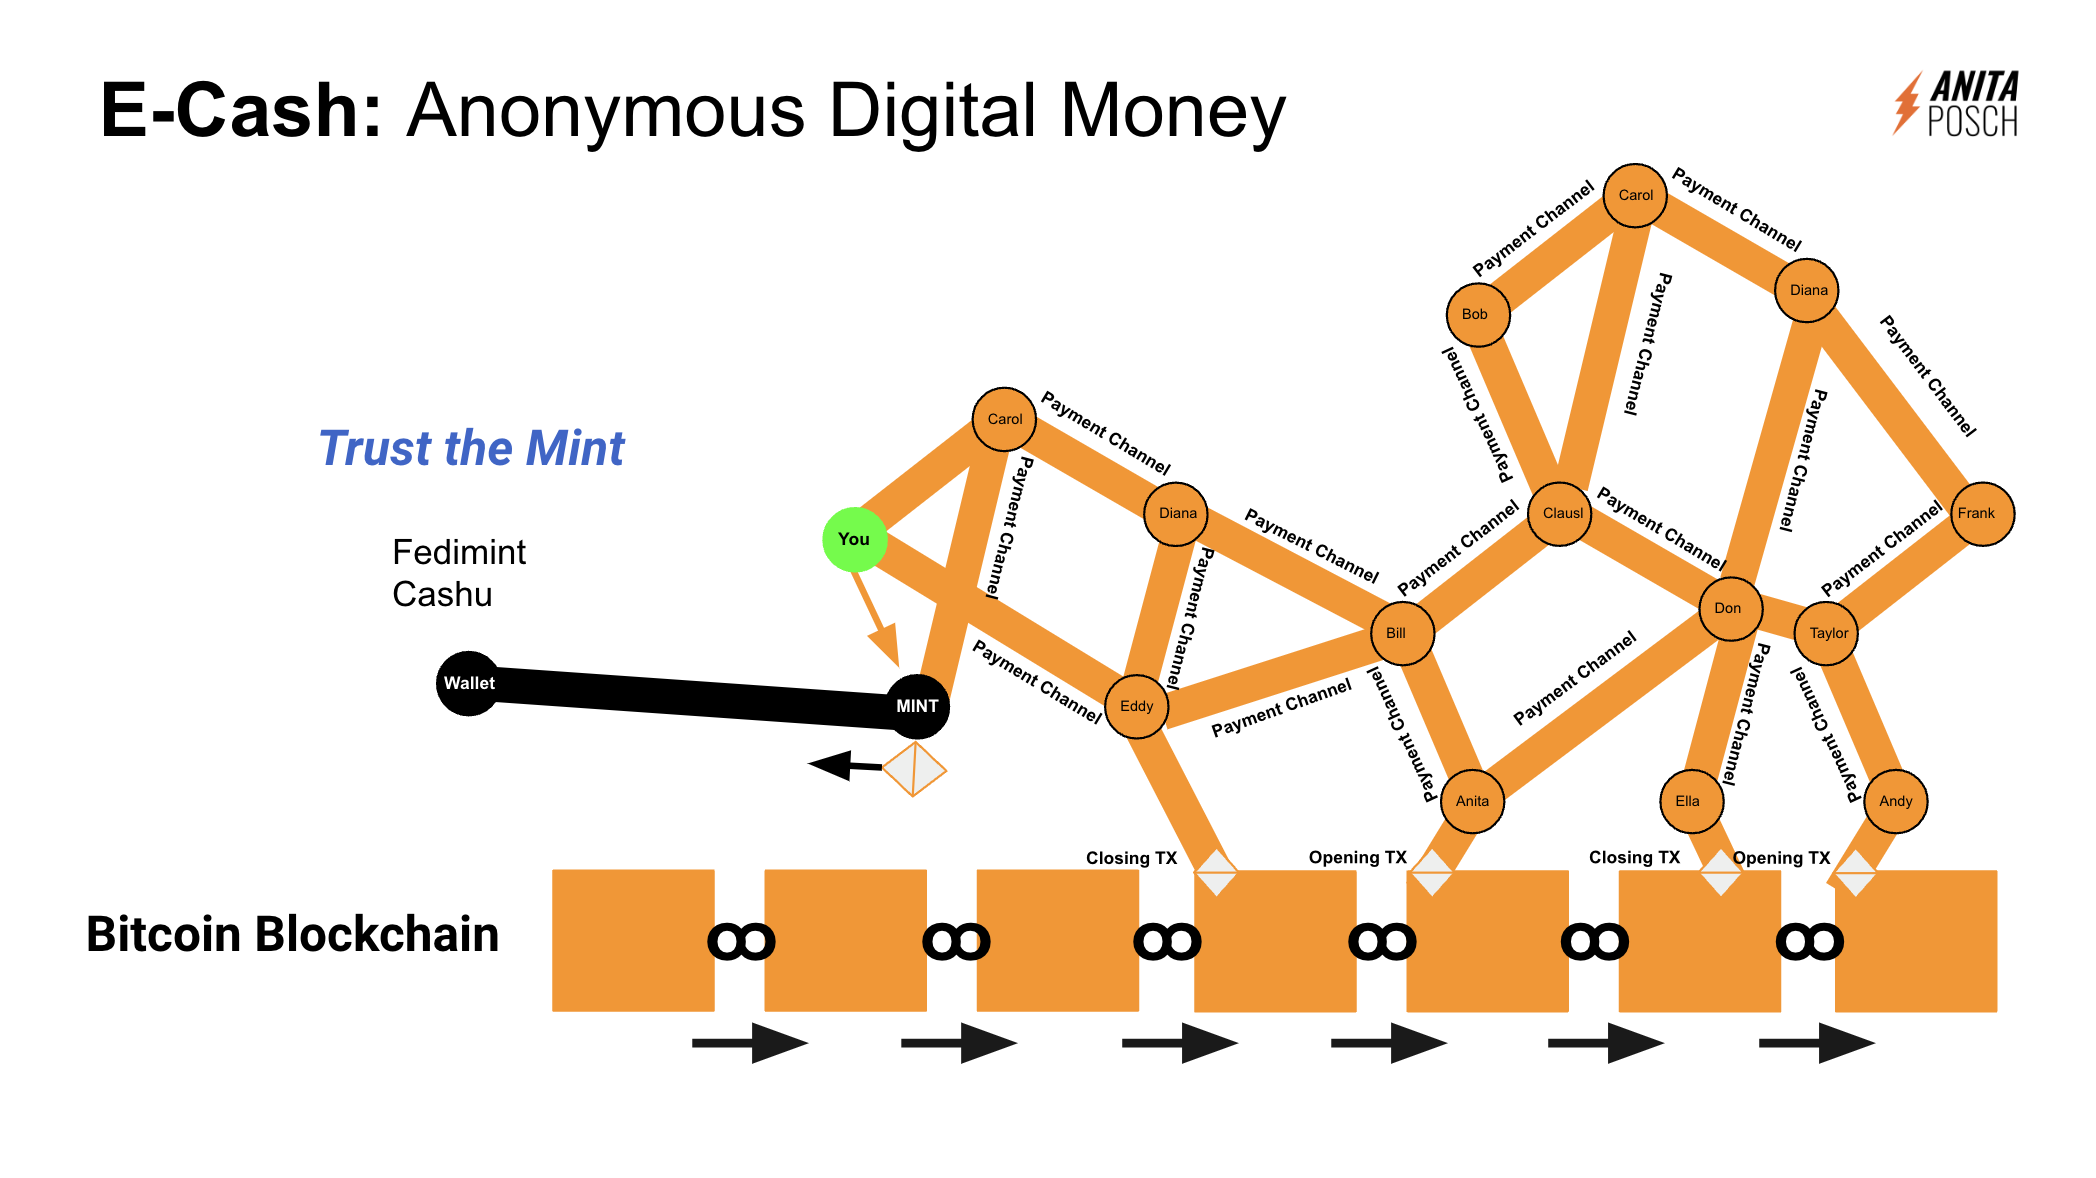 E-Cash: Anonymous Digital Money
ANITA
POSCH
Carol
Payment Channel
Payment Channel
Diana
Bob
Payment Channel
Payment Channel
Payment Channel
Payment Channel
Carol
Payment Channel
Trust the Mint
Payment Channel
Diana
Clausl
Frank
You
Payment Channel
Payment Channel
Payment Channel
Payment Channel
Fedimint
Cashu
Payment Channel
Don
Bill
Taylor
Wallet
MINT
Payment Channel
Eddy
Payment Channel
Payment Channel
Payment Channel
Payment Channel
Payment Channel
Anita
Ella
Andy
Closing TX
Opening TX
Closing TX
Opening TX
Bitcoin Blockchain